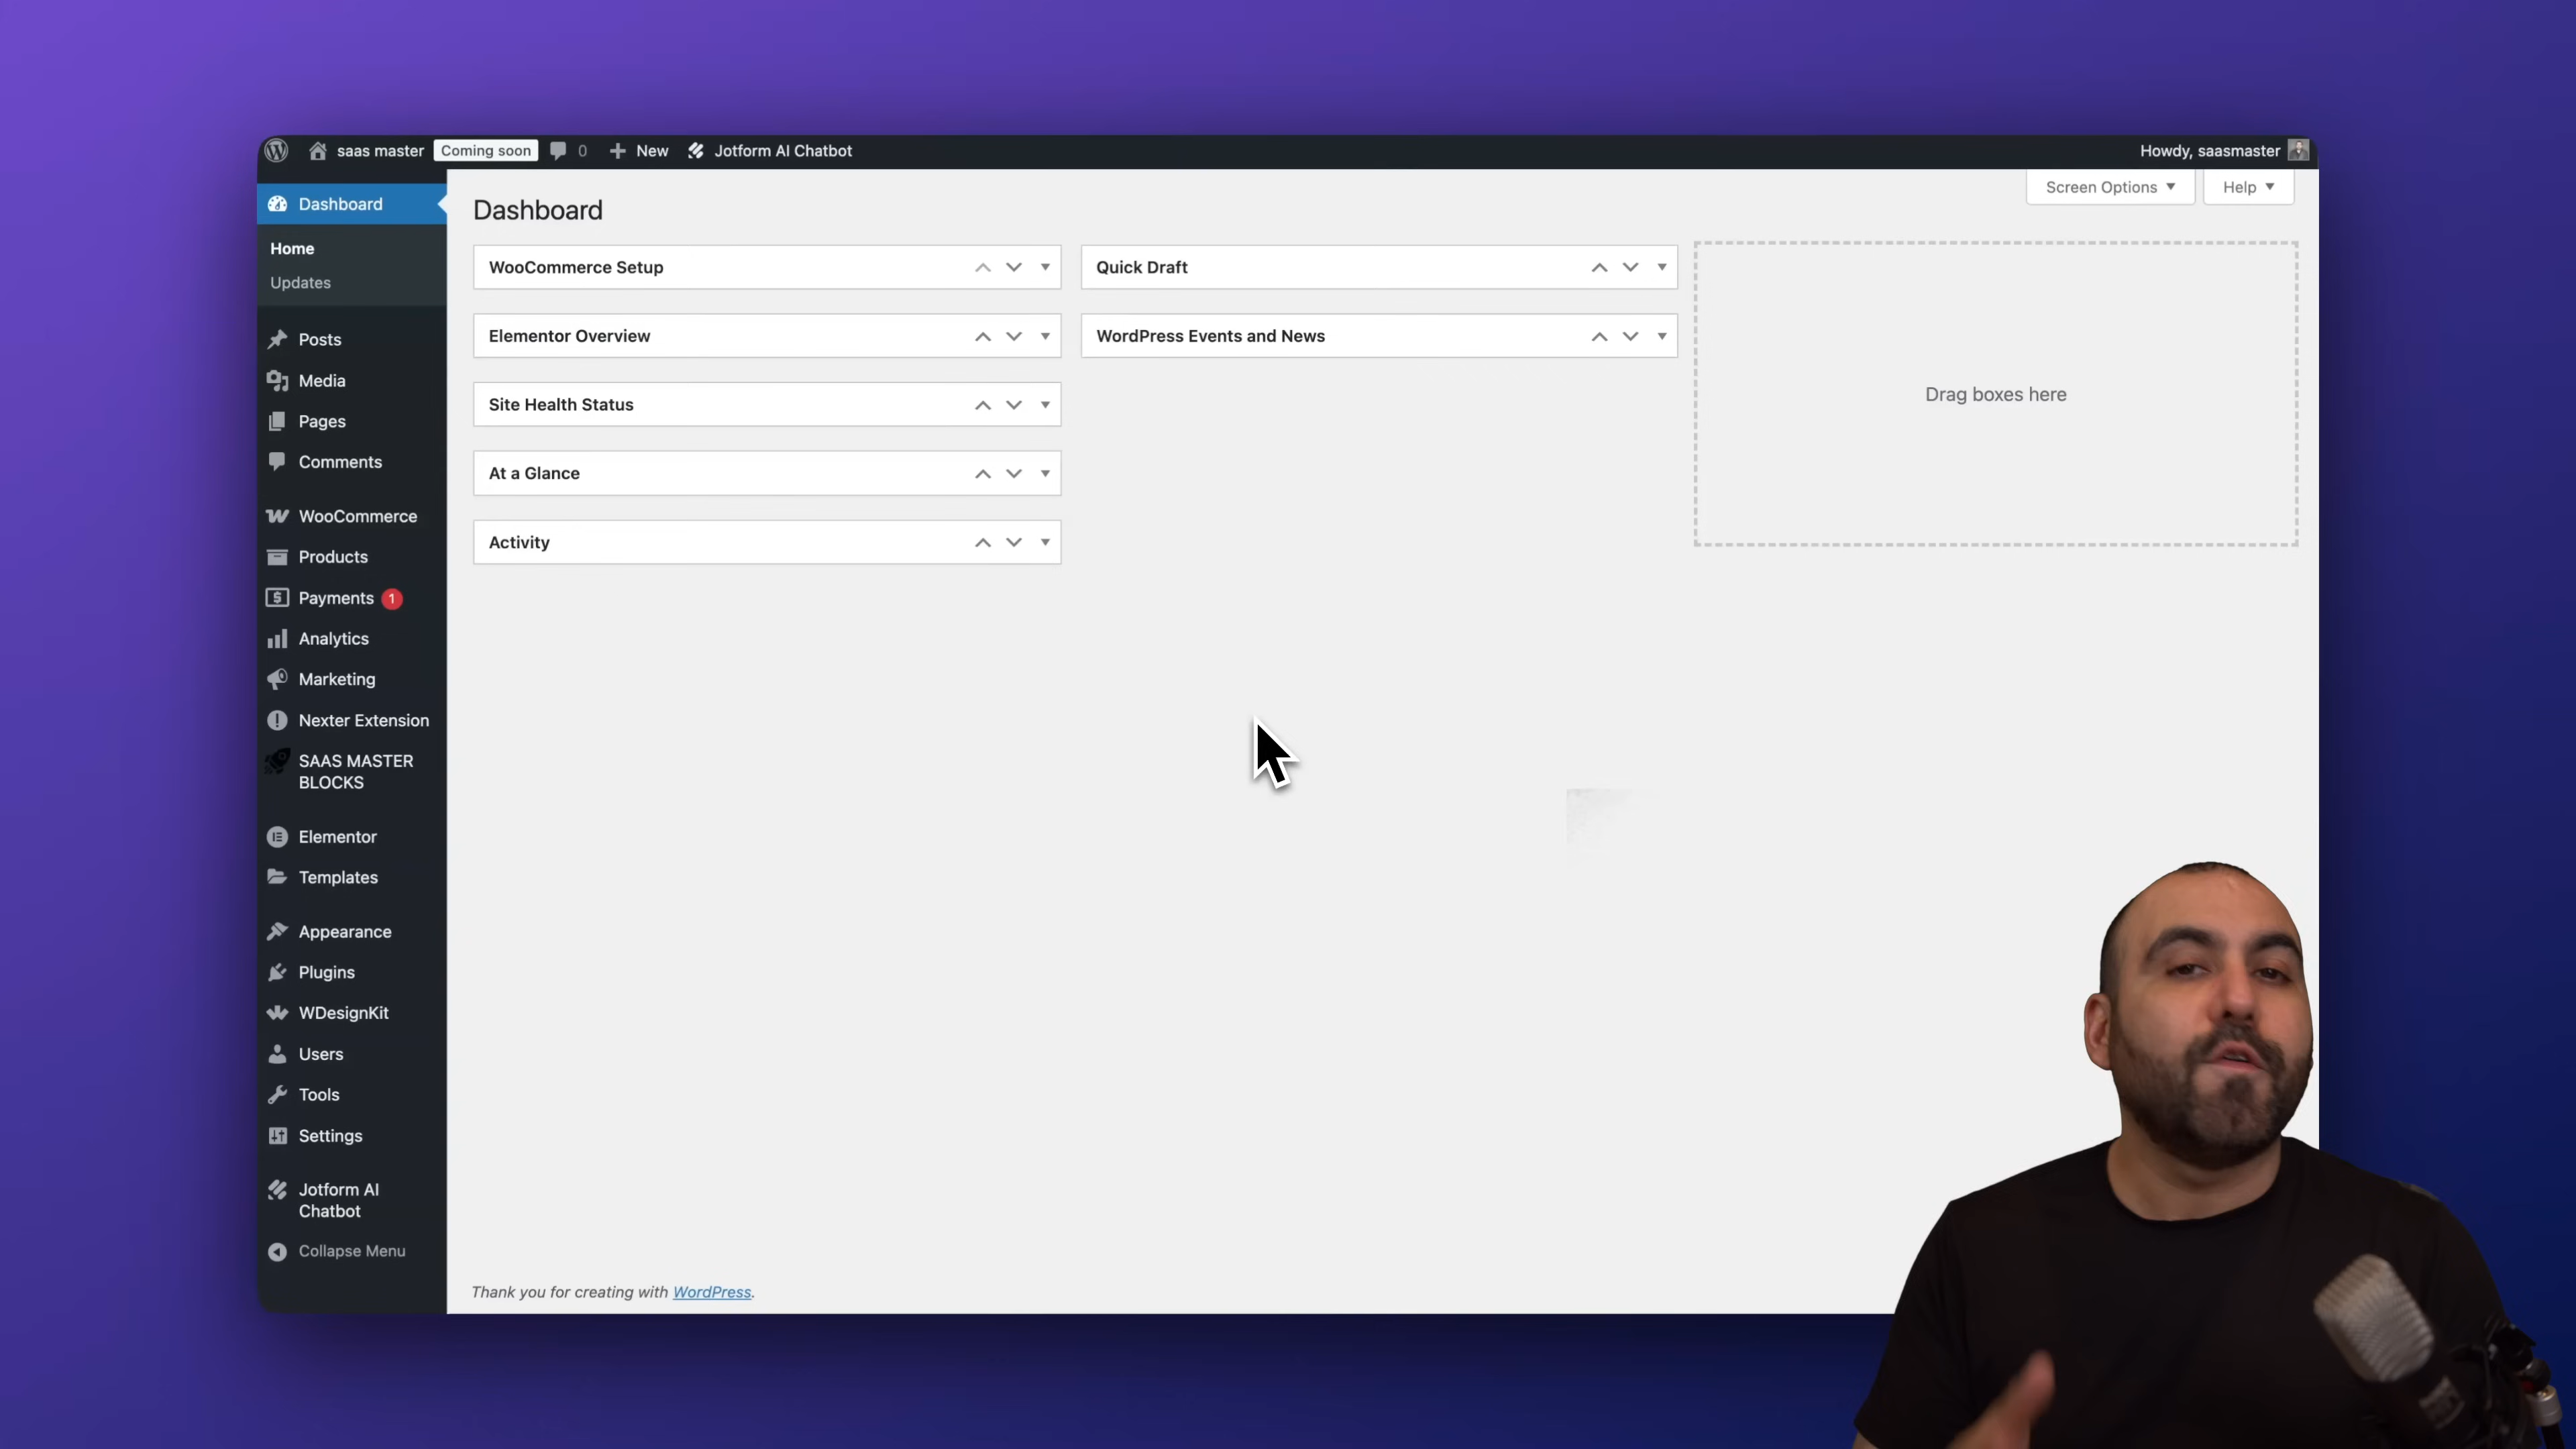 saas master Coming soon 0 New Jotform AI Chatbot Howdy, saasmaster
Screen Options Help
Dashboard
Home
Updates
Posts
Media
Pages
Comments
WooCommerce
Products
Payments 1
Analytics
Marketing
Nexter Extension
SAAS MASTER
BLOCKS
Elementor
Templates
Appearance
Plugins
WDesignKit
Users
Tools
Settings
Jotform AI
Chatbot
Collapse Menu
Dashboard
WooCommerce Setup
Elementor Overview
Site Health Status
At a Glance
Activity
Quick Draft
WordPress Events and News
Drag boxes here
Thank you for creating with WordPress.